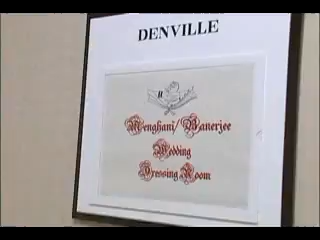 DENVILLE
R
Menghani/Banerjee
Wedding
Dressing Room